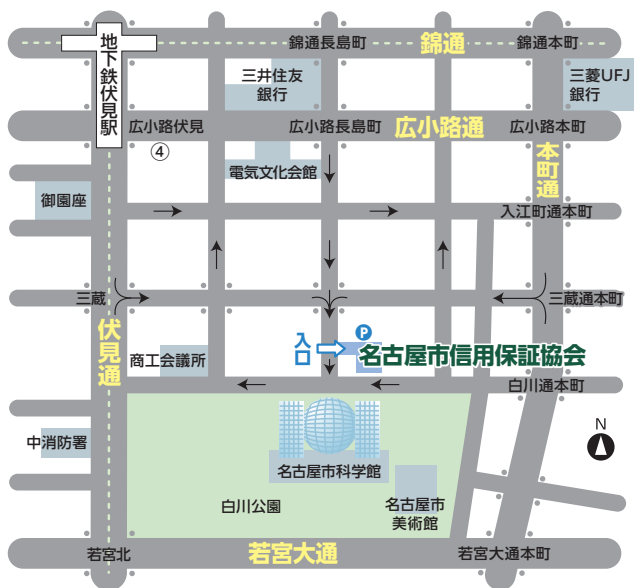 錦通長島町
錦通
錦通本町
地下鉄伏見駅
三井住友
銀行
三菱UFJ
銀行
広小路伏見
広小路長島町
広小路通
広小路本町
④
電気文化会館
本町通
御園座
入江町通本町
三蔵
三蔵通本町
伏見通
P
入口
名古屋市信用保証協会
商工会議所
白川通本町
N
中消防署
名古屋市科学館
白川公園
名古屋市
美術館
若宮北
若宮大通
若宮大通本町